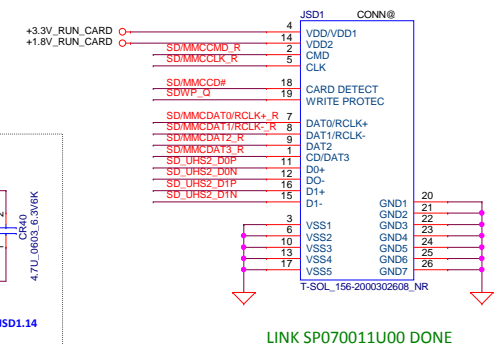 JSD1 CONN@
+3.3V_RUN_CARD 4 VDD/VDD1
+1.8V_RUN_CARD 14 VDD2
SD/MMCCMD_R 2 CMD
SD/MMCCLK_R 5 CLK
SD/MMCCD# 18 CARD DETECT
SDWP_Q 19 WRITE PROTEC
SD/MMCDAT0/RCLK+_R 7 DAT0/RCLK+
SD/MMCDAT1/RCLK-_R 8 DAT1/RCLK-
SD/MMCDAT2_R 9 DAT2
SD/MMCDAT3_R 1 CD/DAT3
SD_UHS2_D0P 11 D0+
SD_UHS2_D0N 12 DO-
SD_UHS2_D1P 16 D1+
SD_UHS2_D1N 15 D1-
GND1 20
GND2 21
3 VSS1 GND3 22
6 VSS2 GND4 23
10 VSS3 GND5 24
13 VSS4 GND6 25
17 VSS5 GND7 26
T-SOL_156-2000302608_NR
LINK SP070011U00 DONE
CR40
4.7U_0603_6.3V6K
2
JSD1.14